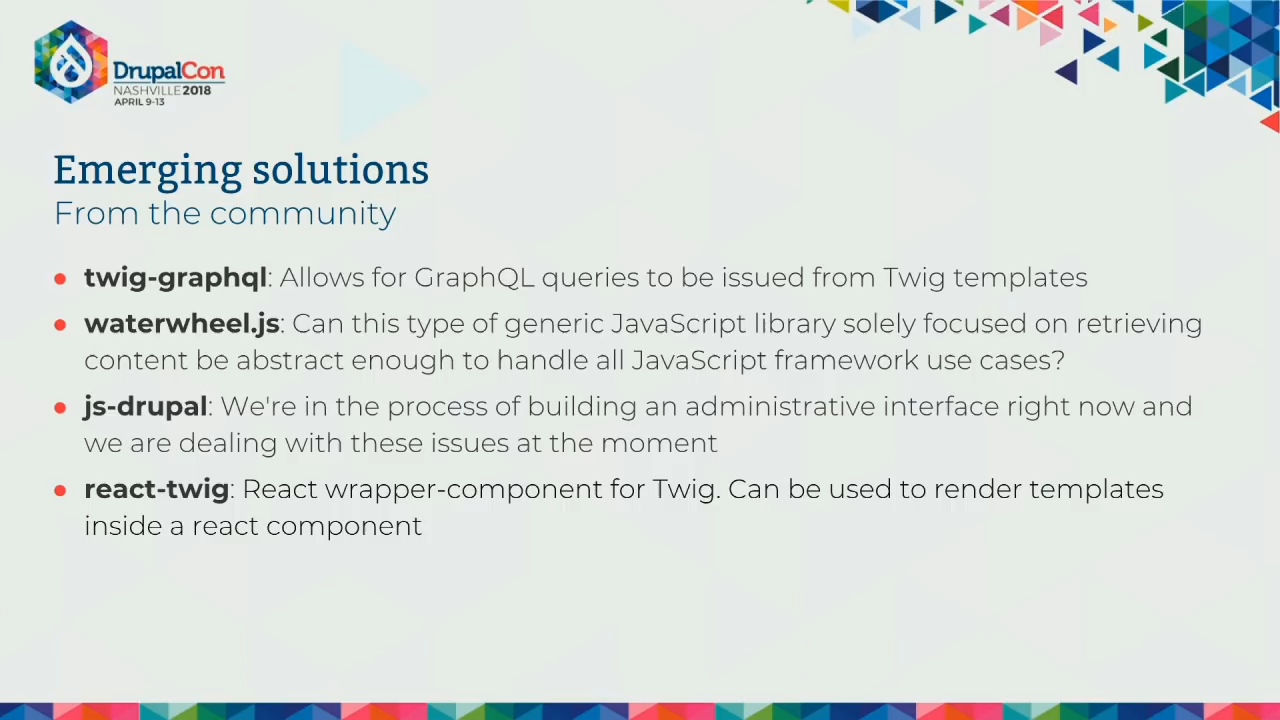 DrupalCon
NASHVILLE 2018
APRIL 9-13
Emerging solutions
From the community
• twig-graphql: Allows for GraphQL queries to be issued from Twig templates
• waterwheel.js: Can this type of generic JavaScript library solely focused on retrieving
content be abstract enough to handle all JavaScript framework use cases?
• js-drupal: We're in the process of building an administrative interface right now and
we are dealing with these issues at the moment
• react-twig: React wrapper-component for Twig. Can be used to render templates
inside a react component